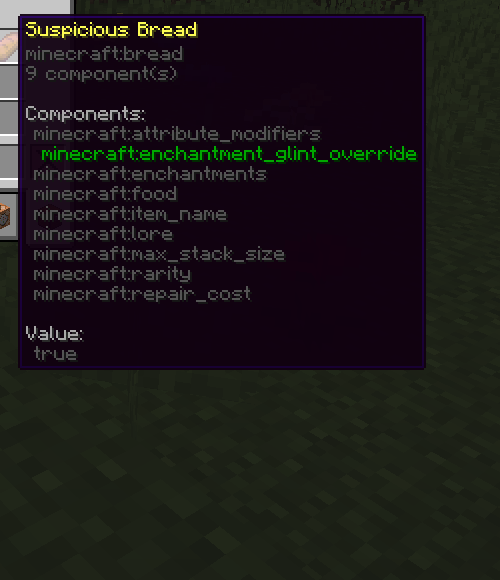 Suspicious Bread
minecraft:bread
9 component(s)
Components:
minecraft:attribute_modifiers
minecraft:enchantment_glint_override
minecraft:enchantments
minecraft:food
minecraft:item_name
minecraft:lore
minecraft:max_stack_size
minecraft:rarity
minecraft:repair_cost
Value:
true